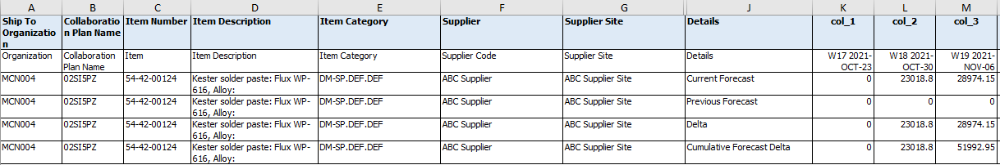 A B C D E F G J K L M
Ship To Organizatio n Collaboratio n Plan Name Item Number Item Description Item Category Supplier Supplier Site Details col_1 col_2 col_3
Organization Collaboration Plan Name Item Item Description Item Category Supplier Code Supplier Site Details W17 2021-OCT-23 W18 2021-OCT-30 W19 2021-NOV-06
MCN004 02SI5PZ 54-42-00124 Kester solder paste: Flux WP-616, Alloy: DM-SP.DEF.DEF ABC Supplier ABC Supplier Site Current Forecast 0 23018.8 28974.15
MCN004 02SI5PZ 54-42-00124 Kester solder paste: Flux WP-616, Alloy: DM-SP.DEF.DEF ABC Supplier ABC Supplier Site Previous Forecast 0 0 0
MCN004 02SI5PZ 54-42-00124 Kester solder paste: Flux WP-616, Alloy: DM-SP.DEF.DEF ABC Supplier ABC Supplier Site Delta 0 23018.8 28974.15
MCN004 02SI5PZ 54-42-00124 Kester solder paste: Flux WP-616, Alloy: DM-SP.DEF.DEF ABC Supplier ABC Supplier Site Cumulative Forecast Delta 0 23018.8 51992.95